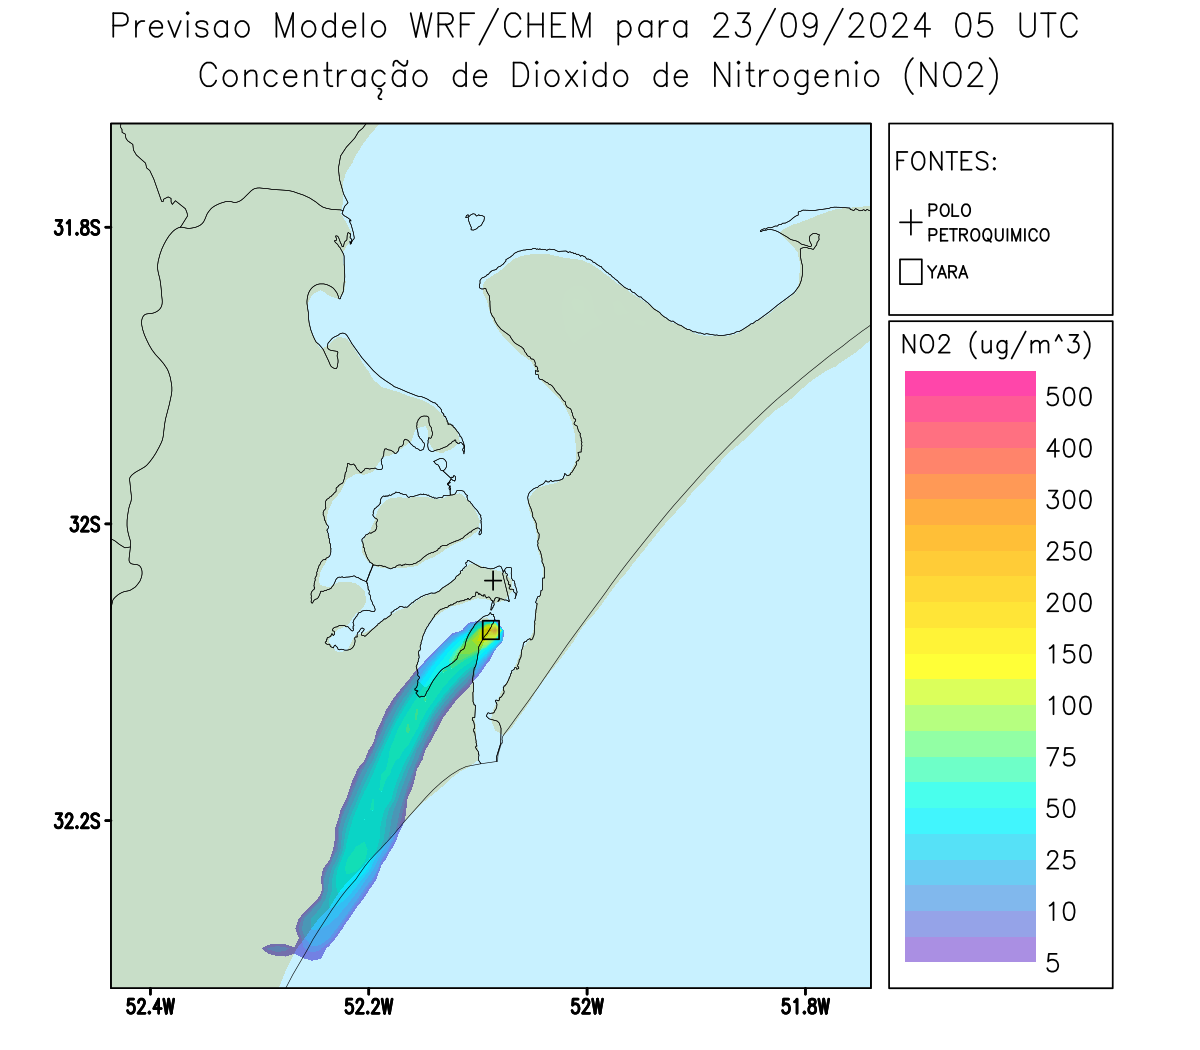 Previsao Modelo WRF/CHEM para 23/09/2024 05 UTC
Concentração de Dioxido de Nitrogenio (NO2)
FONTES:
POLO
PETROQUIMICO
YARA
NO2 (ug/m^3)
500
400
300
250
200
150
100
75
50
25
10
5
31.8S
32S
32.2S
52.4W
52.2W
52W
51.8W